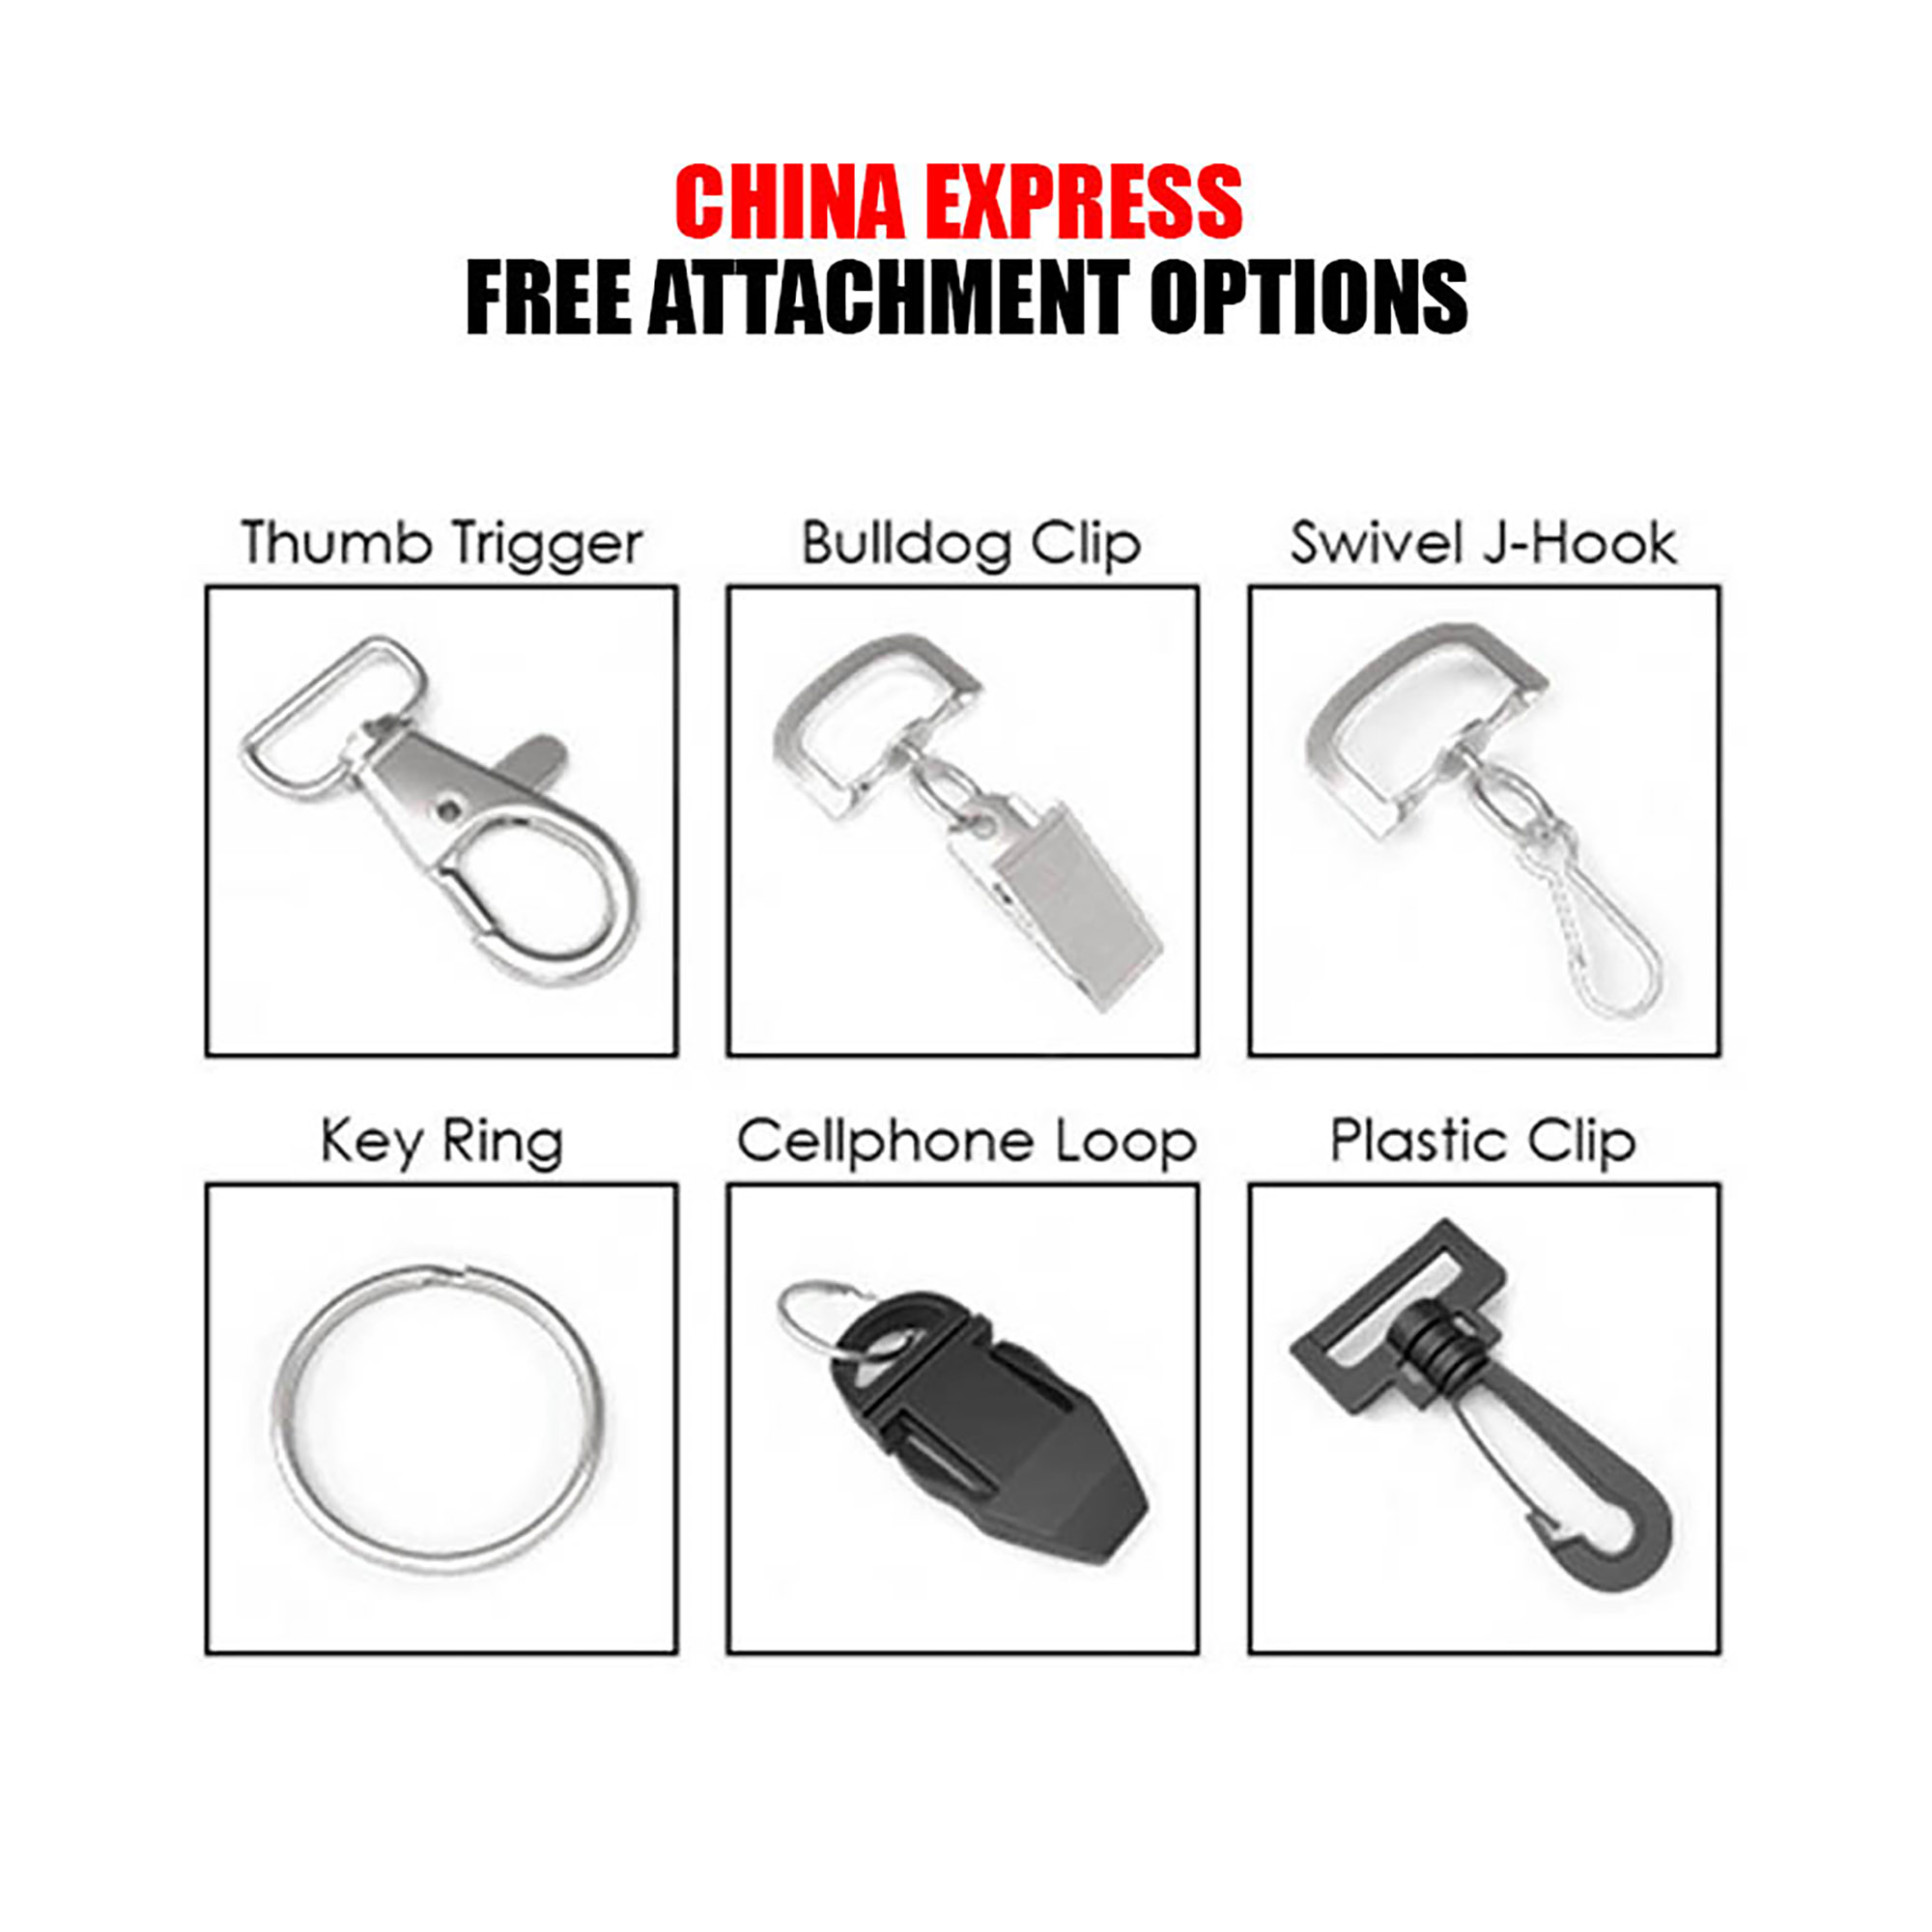 CHINA EXPRESS
FREE ATTACHMENT OPTIONS
Thumb Trigger
Bulldog Clip
Swivel J-Hook
Key Ring
Cellphone Loop
Plastic Clip